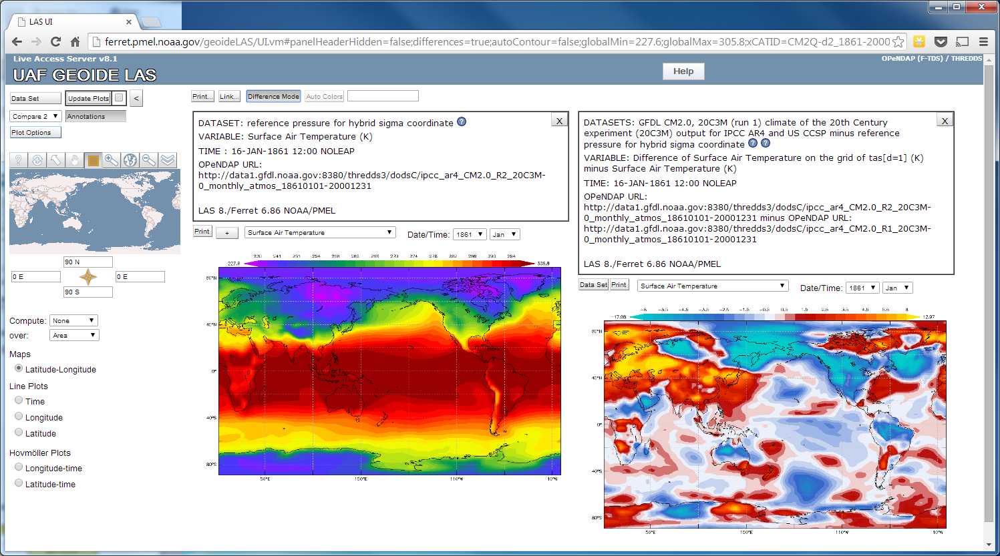 LAS UI
ferret.pmel.noaa.gov/geoideLAS/UI.vm#panelHeaderHidden=false;differences=true;autoContour=false;globalMin=227.6;globalMax=305.8;xCATID=CM2Q-d2_1861-2000
Live Access Server v8.1
OPeNDAP (F-TDS) / THREDDS
UAF GEOIDE LAS
Help
Data Set
Update Plots
<
Print...
Link...
Difference Mode
Auto Colors
Compare 2
Annotations
Plot Options
90 N
0 E
0 E
90 S
Compute: None
over: Area
Maps
Latitude-Longitude
Line Plots
Time
Longitude
Latitude
Hovmöller Plots
Longitude-time
Latitude-time
X
DATASET: reference pressure for hybrid sigma coordinate
VARIABLE: Surface Air Temperature (K)
TIME : 16-JAN-1861 12:00 NOLEAP
OPeNDAP URL:
http://data1.gfdl.noaa.gov:8380/thredds3/dodsC/ipcc_ar4_CM2.0_R2_20C3M-
0_monthly_atmos_18610101-20001231
LAS 8./Ferret 6.86 NOAA/PMEL
Print
+
Surface Air Temperature
Date/Time: 1861 Jan
230 241 254 258 262 266 270 274 278 282 286 290 294
227.8 305.8
80°N
40°N
0°
40°S
80°S
50°E 150°E 110°W 10°W
X
DATASETS: GFDL CM2.0, 20C3M (run 1) climate of the 20th Century
experiment (20C3M) output for IPCC AR4 and US CCSP minus reference
pressure for hybrid sigma coordinate
VARIABLE: Difference of Surface Air Temperature on the grid of tas[d=1] (K)
minus Surface Air Temperature (K)
TIME: 16-JAN-1861 12:00 NOLEAP
OPeNDAP URL:
http://data1.gfdl.noaa.gov:8380/thredds3/dodsC/ipcc_ar4_CM2.0_R2_20C3M-
0_monthly_atmos_18610101-20001231 minus OPeNDAP URL:
http://data1.gfdl.noaa.gov:8380/thredds3/dodsC/ipcc_ar4_CM2.0_R1_20C3M-
0_monthly_atmos_18610101-20001231
LAS 8./Ferret 6.86 NOAA/PMEL
Data Set
Print
Surface Air Temperature
Date/Time: 1861 Jan
-8 -5.5 -4.5 -3.5 -2.5 -1.5 -0.5 0.5 1.5 2.5 3.5 4.5 5.5 8
-17.98 12.97
80°N
40°N
0°
40°S
80°S
50°E 150°E 110°W 10°W